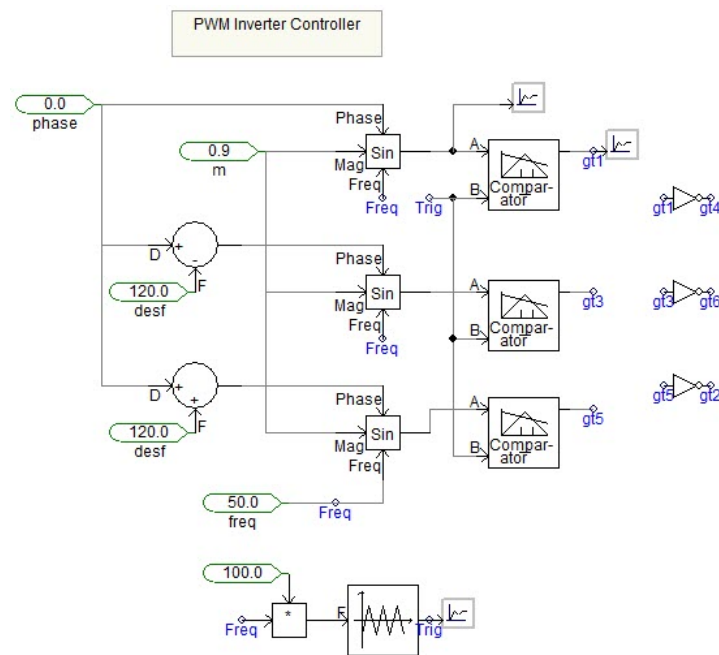 PWM Inverter Controller
0.0
phase
Phase
0.9
m
Mag
Sin
Freq
Freq
Trig
A
B
Compar-
ator
gt1
gt1
gt4
D
+
-
F
120.0
desf
Phase
Mag
Sin
Freq
Freq
A
B
Compar-
ator
gt3
gt3
gt6
D
+
+
F
120.0
desf
Phase
Mag
Sin
Freq
A
B
Compar-
ator
gt5
gt5
gt2
50.0
freq
Freq
100.0
Freq
*
F
Trig